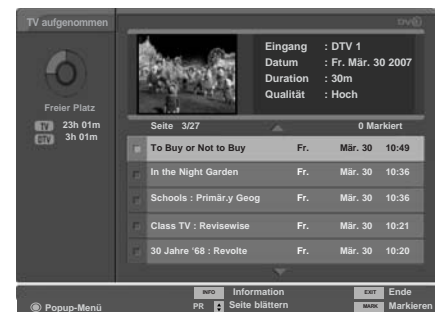 TV aufgenommen
DVR
Eingang : DTV 1
Datum : Fr. Mär. 30 2007
Duration : 30m
Qualität : Hoch
Freier Platz
TV 23h 01m
DTV 3h 01m
Seite 3/27 0 Markiert
To Buy or Not to Buy Fr. Mär. 30 10:49
In the Night Garden Fr. Mär. 30 10:36
Schools : Primär.y Geog Fr. Mär. 30 10:36
Class TV : Revisewise Fr. Mär. 30 10:21
30 Jahre ‘68 : Revolte Fr. Mär. 30 10:20
INFO Information EXIT Ende
Popup-Menü PR Seite blättern MARK Markieren